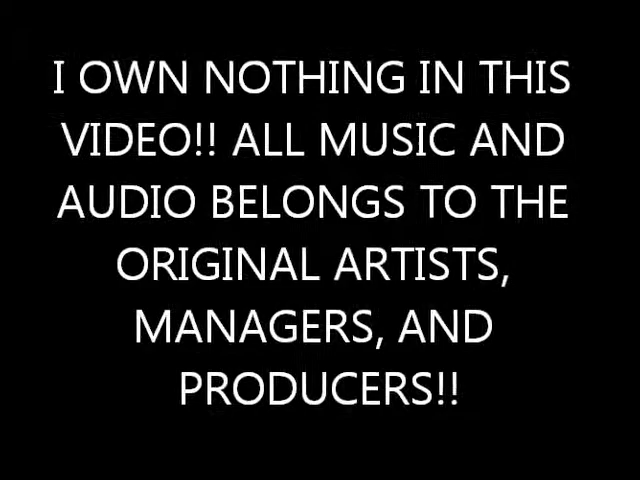 I OWN NOTHING IN THIS
VIDEO!! ALL MUSIC AND
AUDIO BELONGS TO THE
ORIGINAL ARTISTS,
MANAGERS, AND
PRODUCERS!!